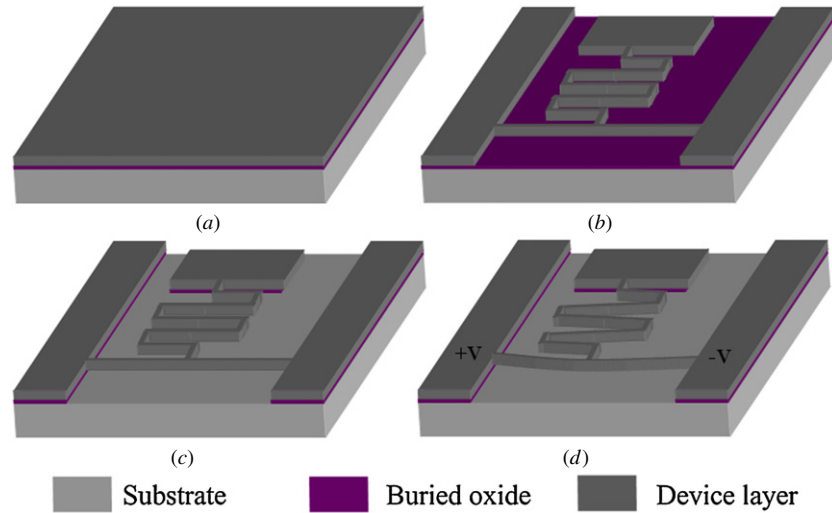 (a)
(b)
+V
-V
(c)
(d)
Substrate
Buried oxide
Device layer